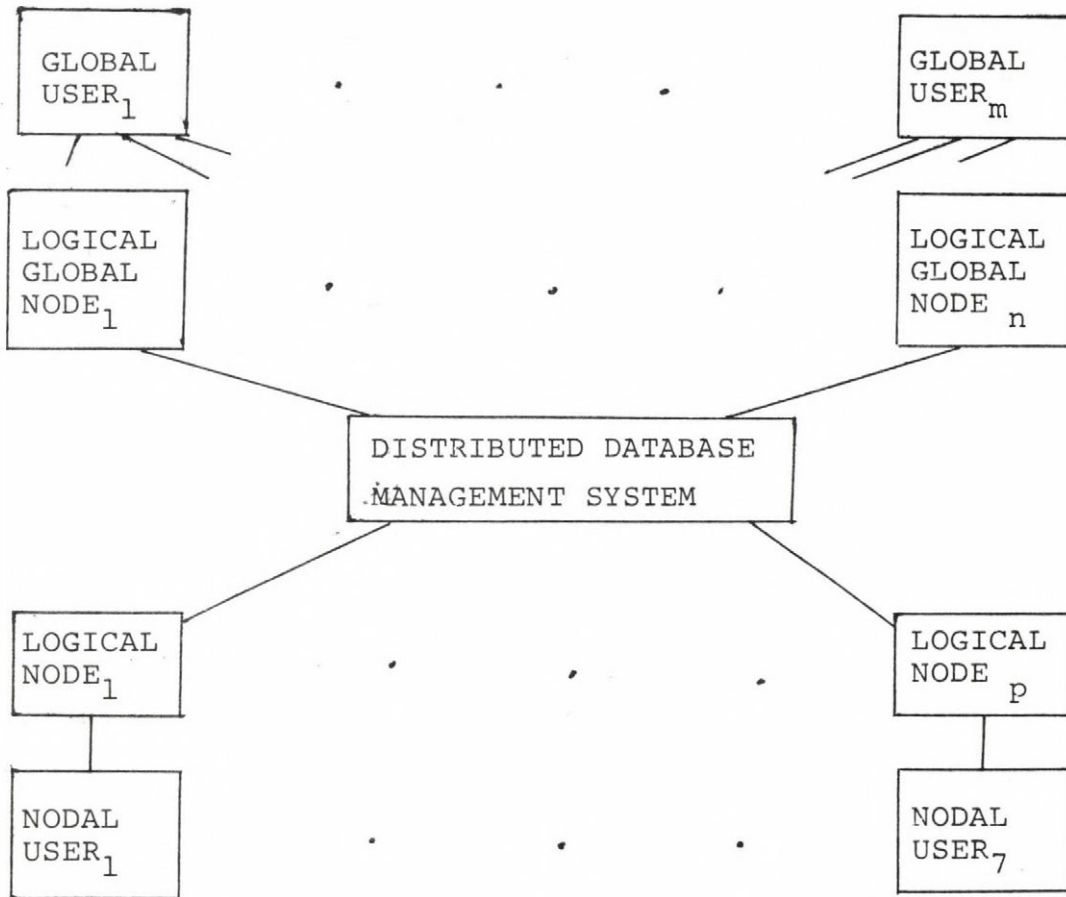 GLOBAL
USER1
GLOBAL
USERm
LOGICAL
GLOBAL
NODE1
LOGICAL
GLOBAL
NODE n
DISTRIBUTED DATABASE
MANAGEMENT SYSTEM
LOGICAL
NODE1
LOGICAL
NODE p
NODAL
USER1
NODAL
USER7